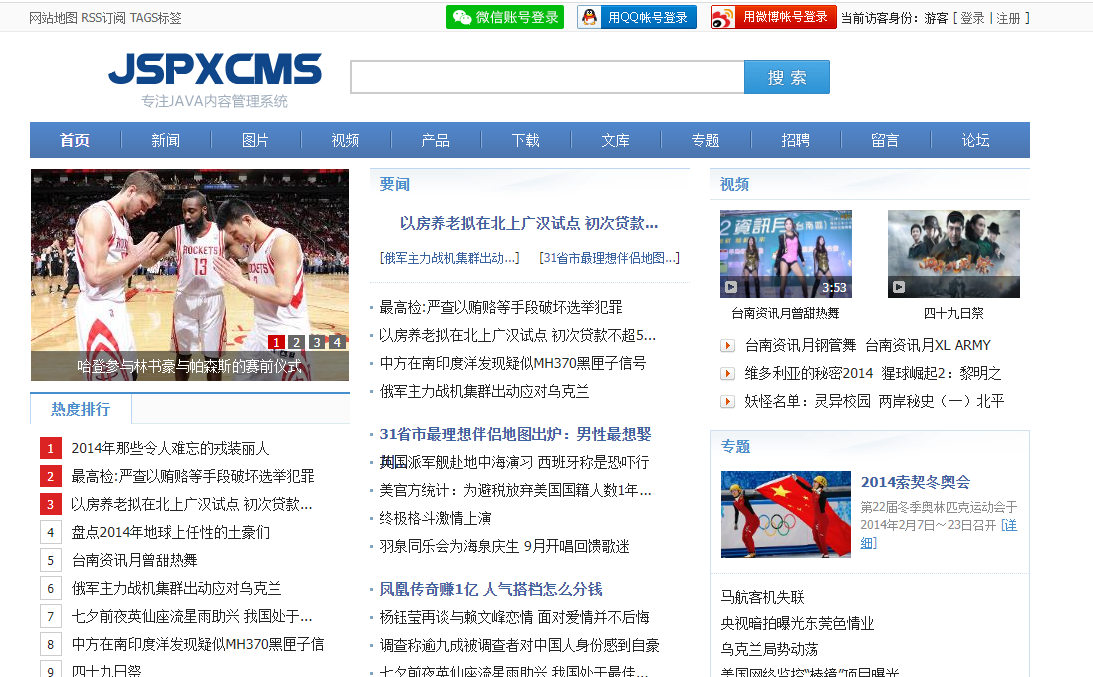 网站地图 RSS订阅 TAGS标签
微信账号登录 用QQ帐号登录 用微博帐号登录 当前访客身份：游客 [ 登录 | 注册 ]
JSPXCMS
专注JAVA内容管理系统
搜 索
首页 新闻 图片 视频 产品 下载 文库 专题 招聘 留言 论坛
ROCKETS
13
1 2 3 4
哈登参与林书豪与帕森斯的赛前仪式
热度排行
1 2014年那些令人难忘的戎装丽人
2 最高检:严查以贿赂等手段破坏选举犯罪
3 以房养老拟在北上广汉试点 初次贷款...
4 盘点2014年地球上任性的土豪们
5 台南资讯月曾甜热舞
6 俄军主力战机集群出动应对乌克兰
7 七夕前夜英仙座流星雨助兴 我国处于...
8 中方在南印度洋发现疑似MH370黑匣子信
9 四十九日祭
要闻
以房养老拟在北上广汉试点 初次贷款...
[俄军主力战机集群出动...] [31省市最理想伴侣地图...]
最高检:严查以贿赂等手段破坏选举犯罪
以房养老拟在北上广汉试点 初次贷款不超5...
中方在南印度洋发现疑似MH370黑匣子信号
俄军主力战机集群出动应对乌克兰
31省市最理想伴侣地图出炉：男性最想娶
英国派军舰赴地中海演习 西班牙称是恐吓行
美官方统计：为避税放弃美国国籍人数1年...
终极格斗激情上演
羽泉同乐会为海泉庆生 9月开唱回馈歌迷
凤凰传奇赚1亿 人气搭档怎么分钱
杨钰莹再谈与赖文峰恋情 面对爱情并不后悔
调查称逾九成被调查者对中国人身份感到自豪
七夕前夜英仙座流星雨助兴 我国处于最佳...
视频
2資訊月 台南
3:53
台南资讯月曾甜热舞
四十九日祭
台南资讯月钢管舞 台南资讯月XL ARMY
维多利亚的秘密2014 猩球崛起2：黎明之
妖怪名单：灵异校园 两岸秘史（一）北平
专题
2014索契冬奥会
第22届冬季奥林匹克运动会于
2014年2月7日~23日召开 [详
细]
马航客机失联
央视暗拍曝光东莞色情业
乌克兰局势动荡
美国网络监控"棱镜"项目曝光